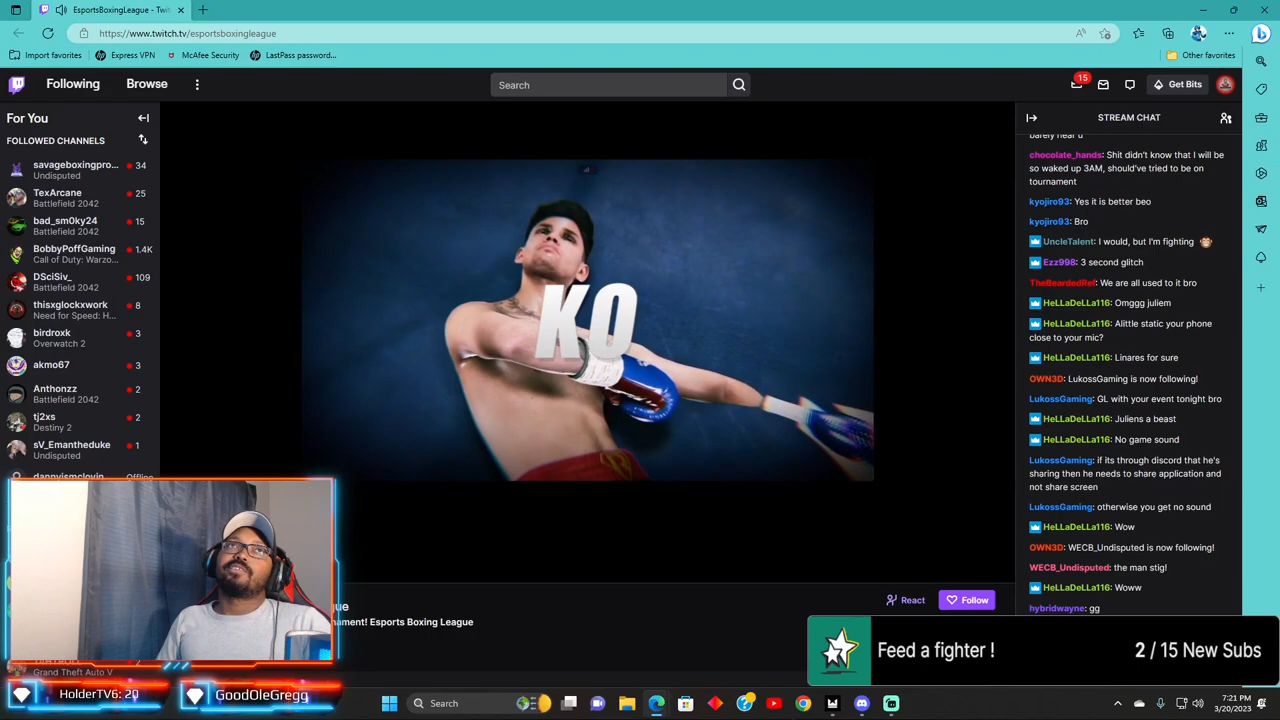 EsportsBoxingLeague - Twi
https://www.twitch.tv/esportsboxingleague
Import favorites
Express VPN
McAfee Security
LastPass password...
Other favorites
Following
Browse
Search
15
Get Bits
For You
FOLLOWED CHANNELS
savageboxingpro...
34
Undisputed
TexArcane
25
Battlefield 2042
bad_sm0ky24
15
Battlefield 2042
BobbyPoffGaming
1.4K
Call of Duty: Warzo...
DSciSiv_
109
Battlefield 2042
thisxglockxwork
8
Need for Speed: H...
birdroxk
3
Overwatch 2
akmo67
3
Anthonzz
2
Battlefield 2042
tj2xs
2
Destiny 2
sV_Emantheduke
1
Undisputed
dannyismclovin
Offline
Grand Theft Auto V
HolderTV6: 20
GoodOleGregg
KO
gue
nament! Esports Boxing League
React
Follow
STREAM CHAT
barely hear u
chocolate_hands: Shit didn't know that I will be
so waked up 3AM, should've tried to be on
tournament
kyojiro93: Yes it is better beo
kyojiro93: Bro
UncleTalent: I would, but I'm fighting
Ezz998: 3 second glitch
TheBeardedRef: We are all used to it bro
HeLLaDeLLa116: Omggg juliem
HeLLaDeLLa116: Alittle static your phone
close to your mic?
HeLLaDeLLa116: Linares for sure
OWN3D: LukossGaming is now following!
LukossGaming: GL with your event tonight bro
HeLLaDeLLa116: Juliens a beast
HeLLaDeLLa116: No game sound
LukossGaming: if its through discord that he's
sharing then he needs to share application and
not share screen
LukossGaming: otherwise you get no sound
HeLLaDeLLa116: Wow
OWN3D: WECB_Undisputed is now following!
WECB_Undisputed: the man stig!
HeLLaDeLLa116: Woww
hybridwayne: gg
Feed a fighter !
2 / 15 New Subs
Search
7:21 PM
3/20/2023